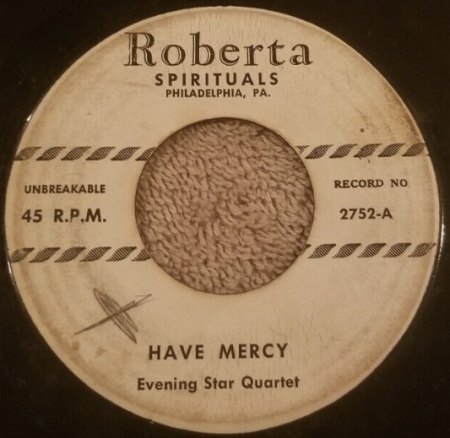 Roberta
SPIRITUALS
PHILADELPHIA, PA.
UNBREAKABLE
45 R.P.M.
RECORD NO
2752-A
HAVE MERCY
Evening Star Quartet